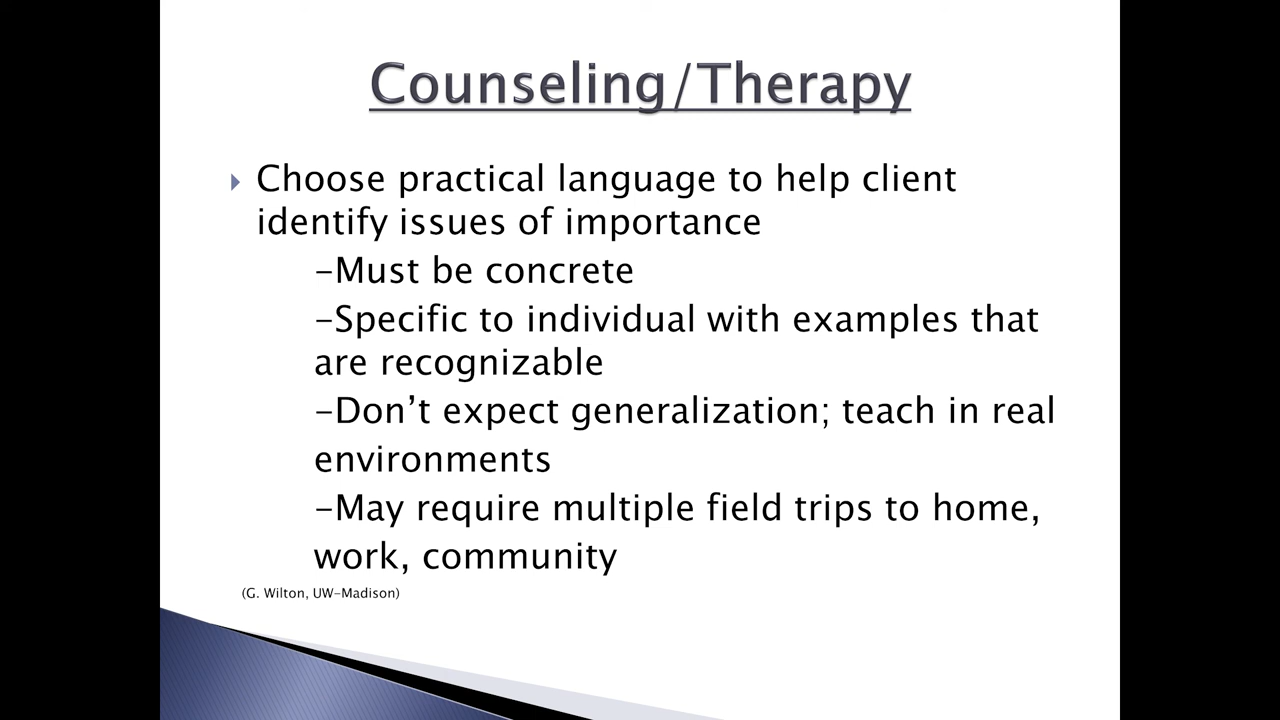 Counseling/Therapy
Choose practical language to help client
identify issues of importance
-Must be concrete
-Specific to individual with examples that
are recognizable
-Don’t expect generalization; teach in real
environments
-May require multiple field trips to home,
work, community
(G. Wilton, UW-Madison)